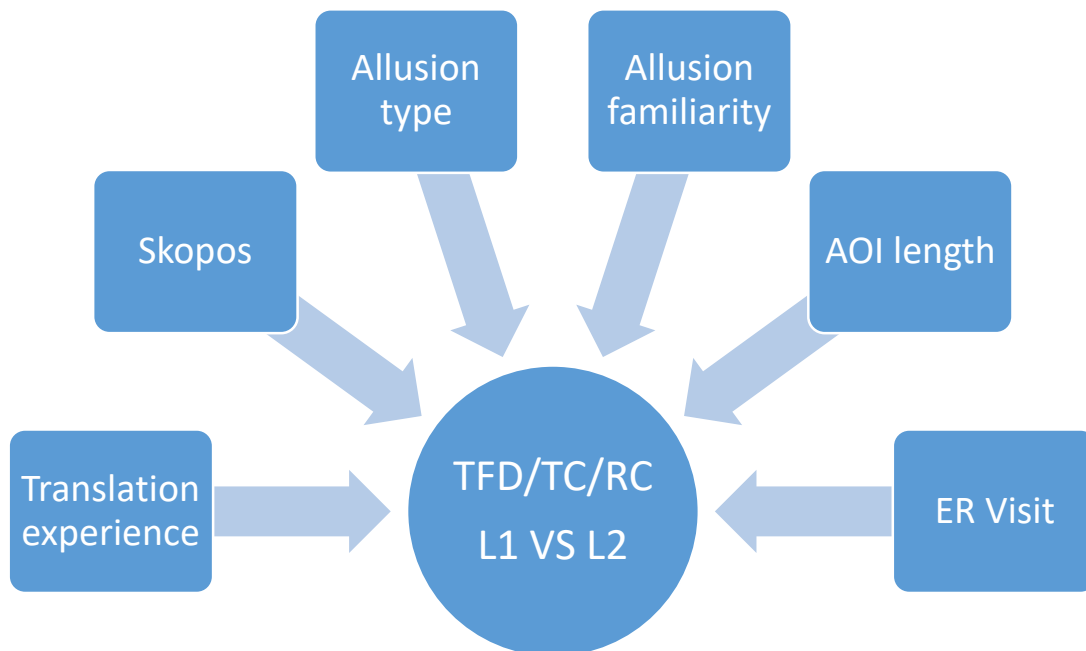 Allusion
type
Allusion
familiarity
Skopos
AOI length
Translation
experience
TFD/TC/RC
L1 VS L2
ER Visit